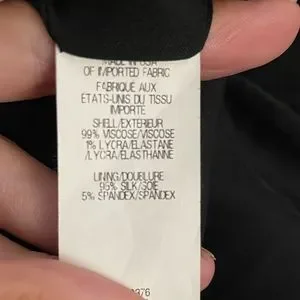 MADE IN USA
OF IMPORTED FABRIC
FABRIQUE AUX
ETATS-UNIS DU TISSU
IMPORTE
SHELL/EXTERIEUR
99% VISCOSE/VISCOSE
1% LYCRA/ELASTANE
/LYCRA/ELASTHANNE
LINING/DOUBLURE
95% SILK/SOIE
5% SPANDEX/SPANDEX